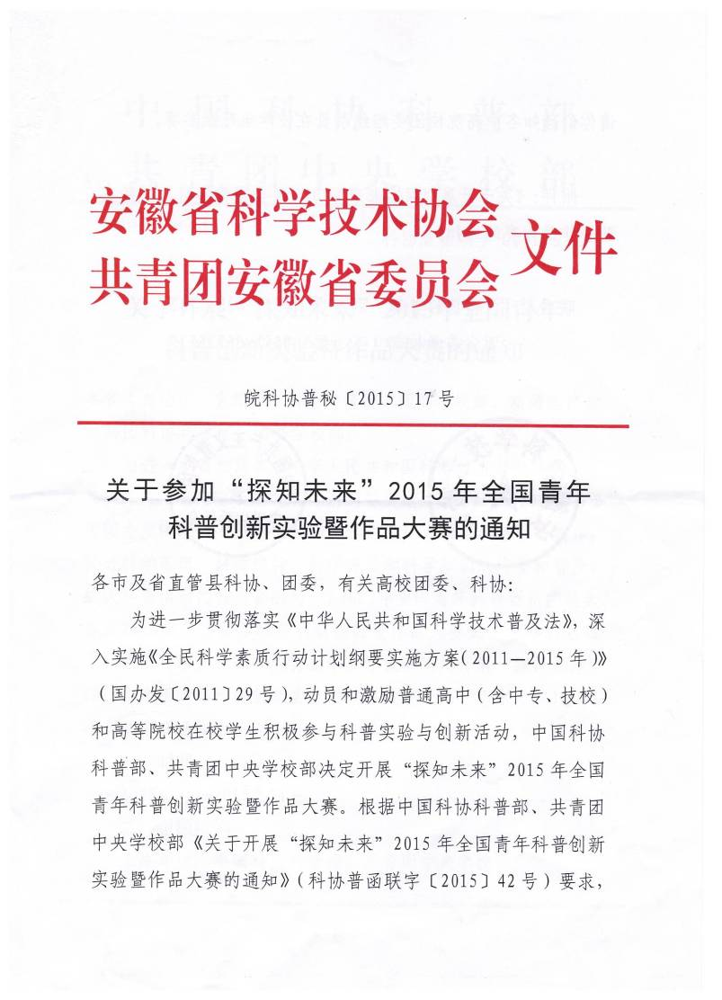 安徽省科学技术协会
共青团安徽省委员会
文件
皖科协普秘〔2015〕17号
关于参加“探知未来”2015年全国青年
科普创新实验暨作品大赛的通知
各市及省直管县科协、团委，有关高校团委、科协：
为进一步贯彻落实《中华人民共和国科学技术普及法》，深
入实施《全民科学素质行动计划纲要实施方案（2011—2015年）》
（国办发〔2011〕29号），动员和激励普通高中（含中专、技校）
和高等院校在校学生积极参与科普实验与创新活动，中国科协
科普部、共青团中央学校部决定开展“探知未来”2015年全国
青年科普创新实验暨作品大赛。根据中国科协科普部、共青团
中央学校部《关于开展“探知未来”2015年全国青年科普创新
实验暨作品大赛的通知》（科协普函联字〔2015〕42号）要求，